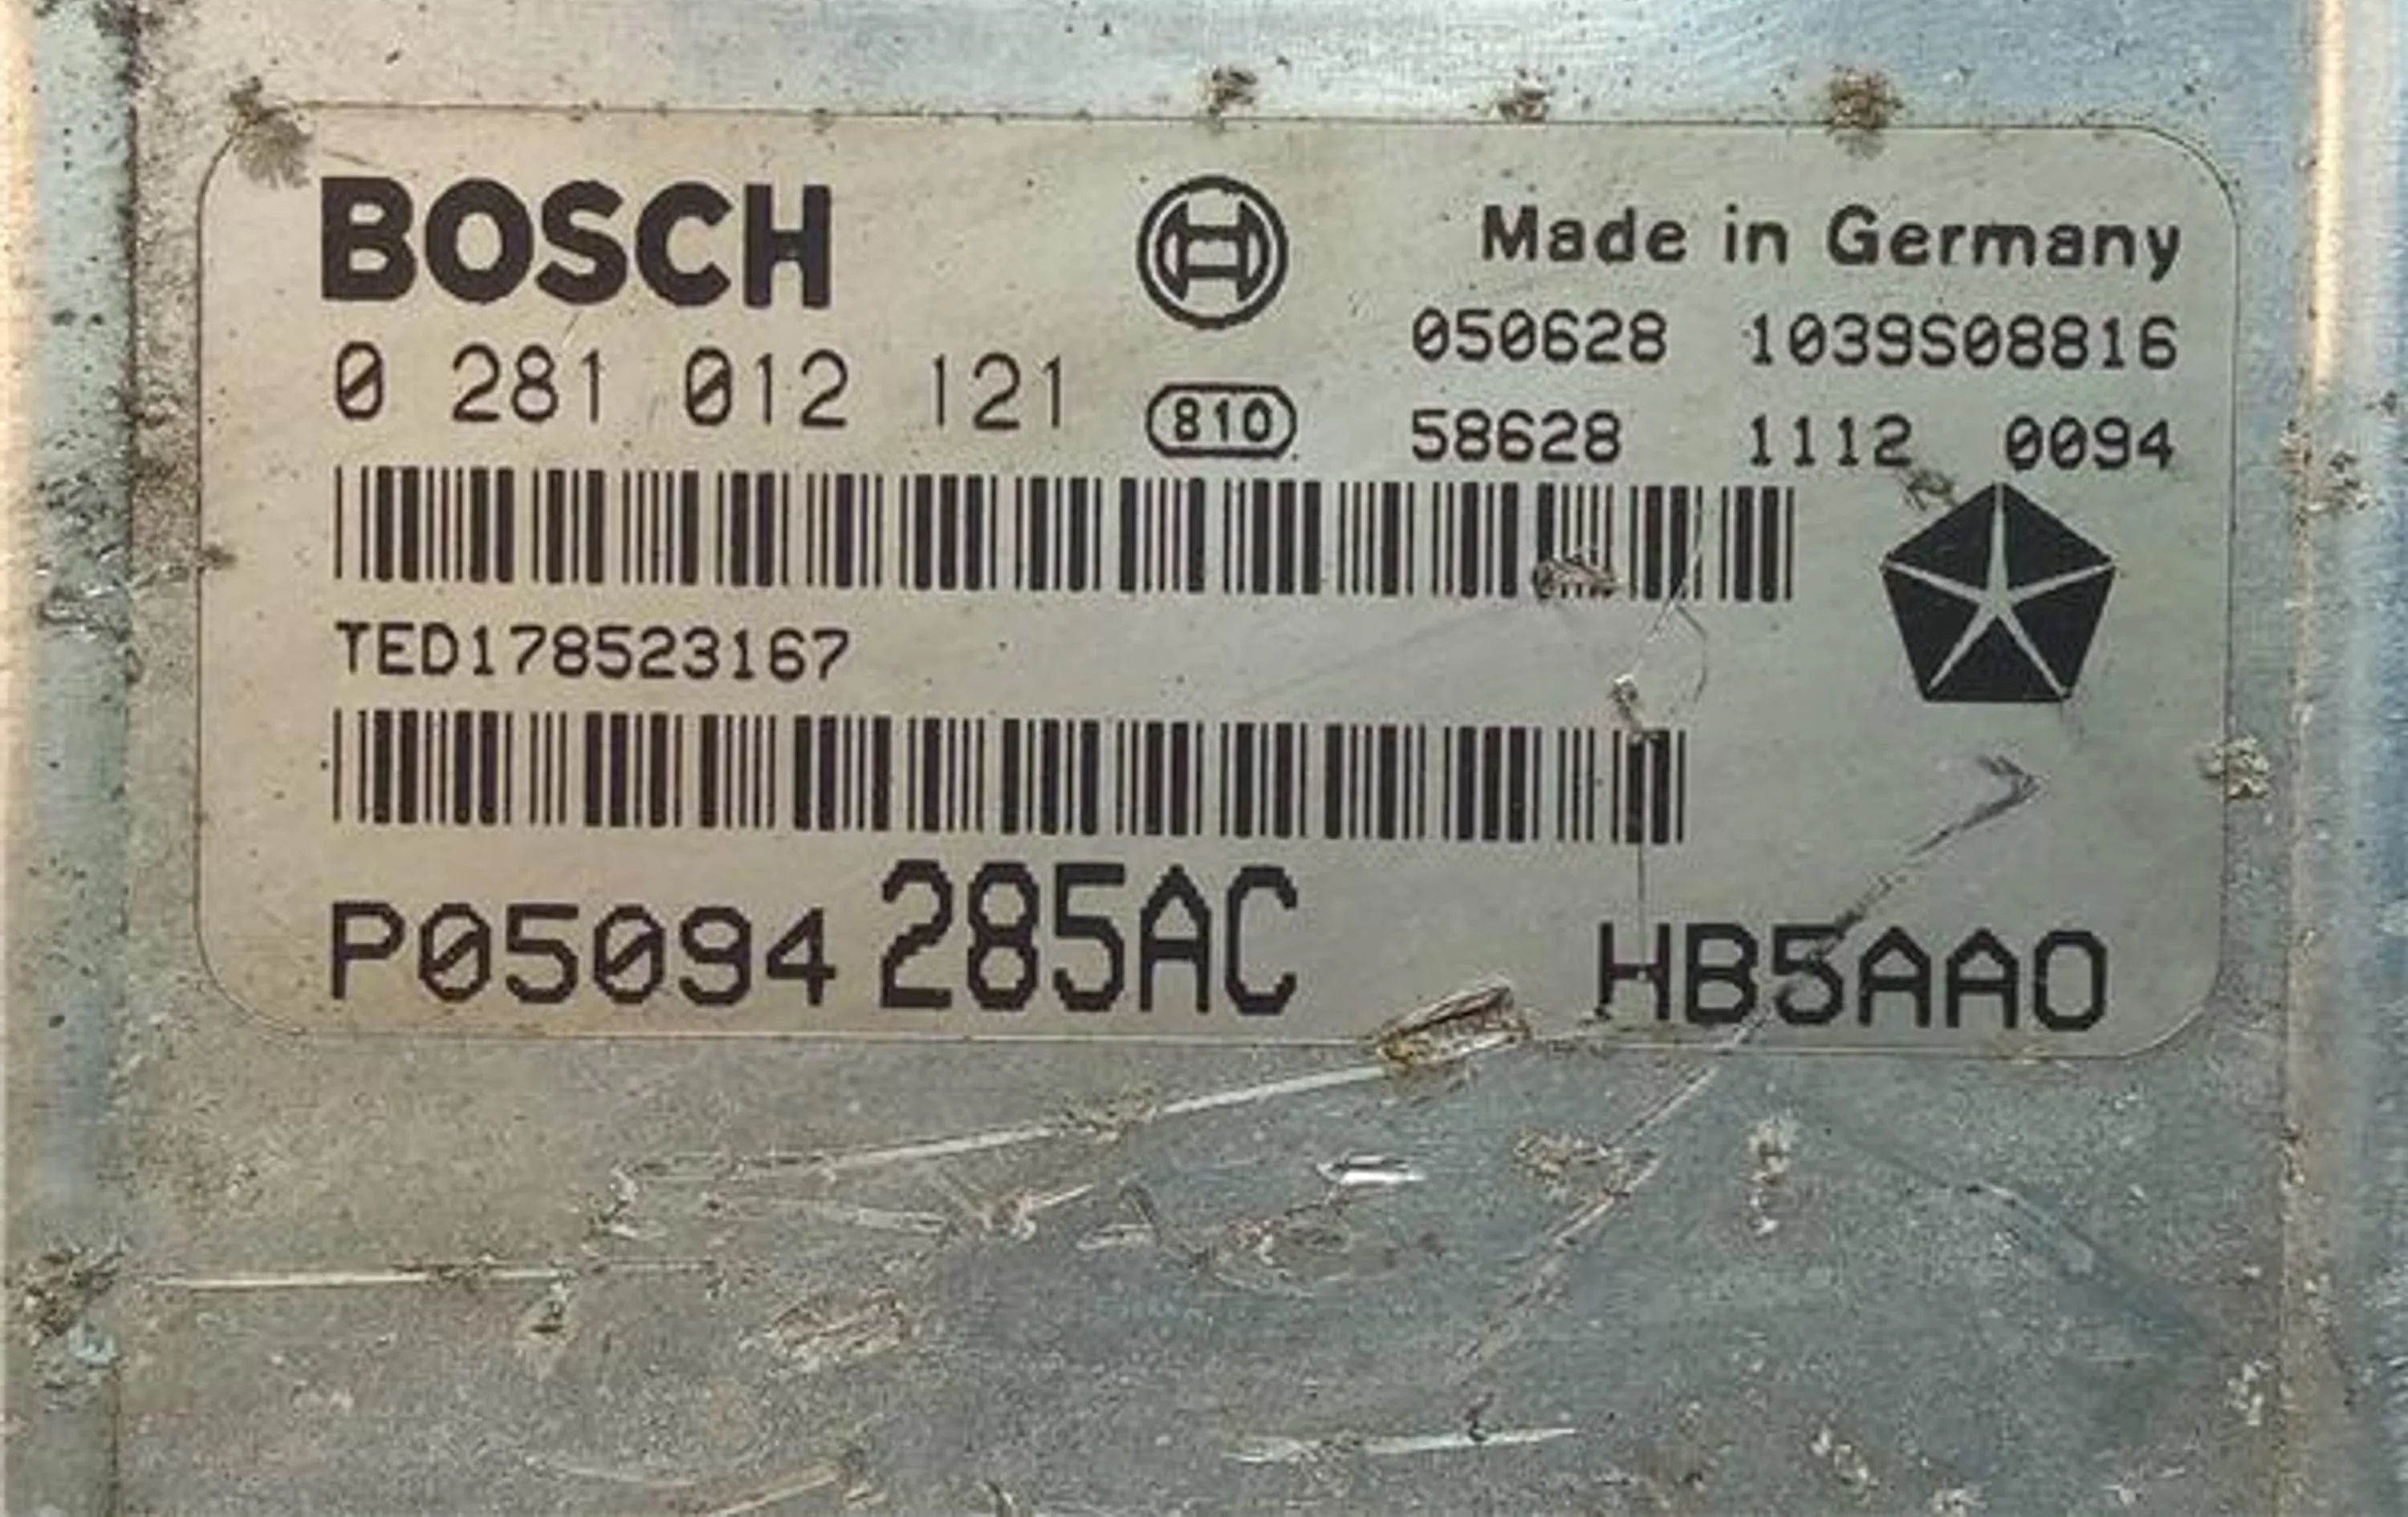 BOSCH
Made in Germany
050628 1039S08816
0 281 012 121
810
58628 1112 0094
TED178523167
P05094 285AC
HB5AA0